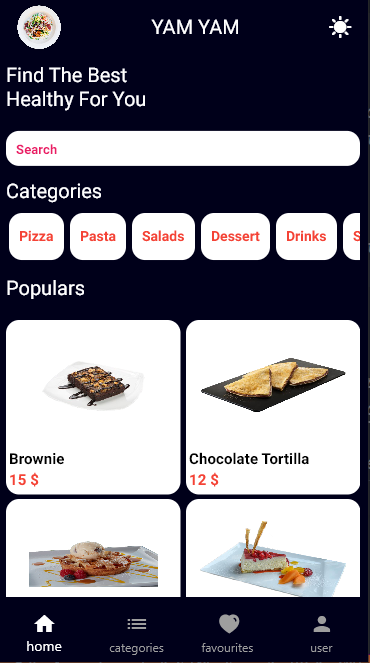 YAM YAM
Find The Best
Healthy For You
Search
Categories
Pizza Pasta Salads Dessert Drinks S
Populars
Brownie Chocolate Tortilla
15 $ 12 $
home categories favourites user